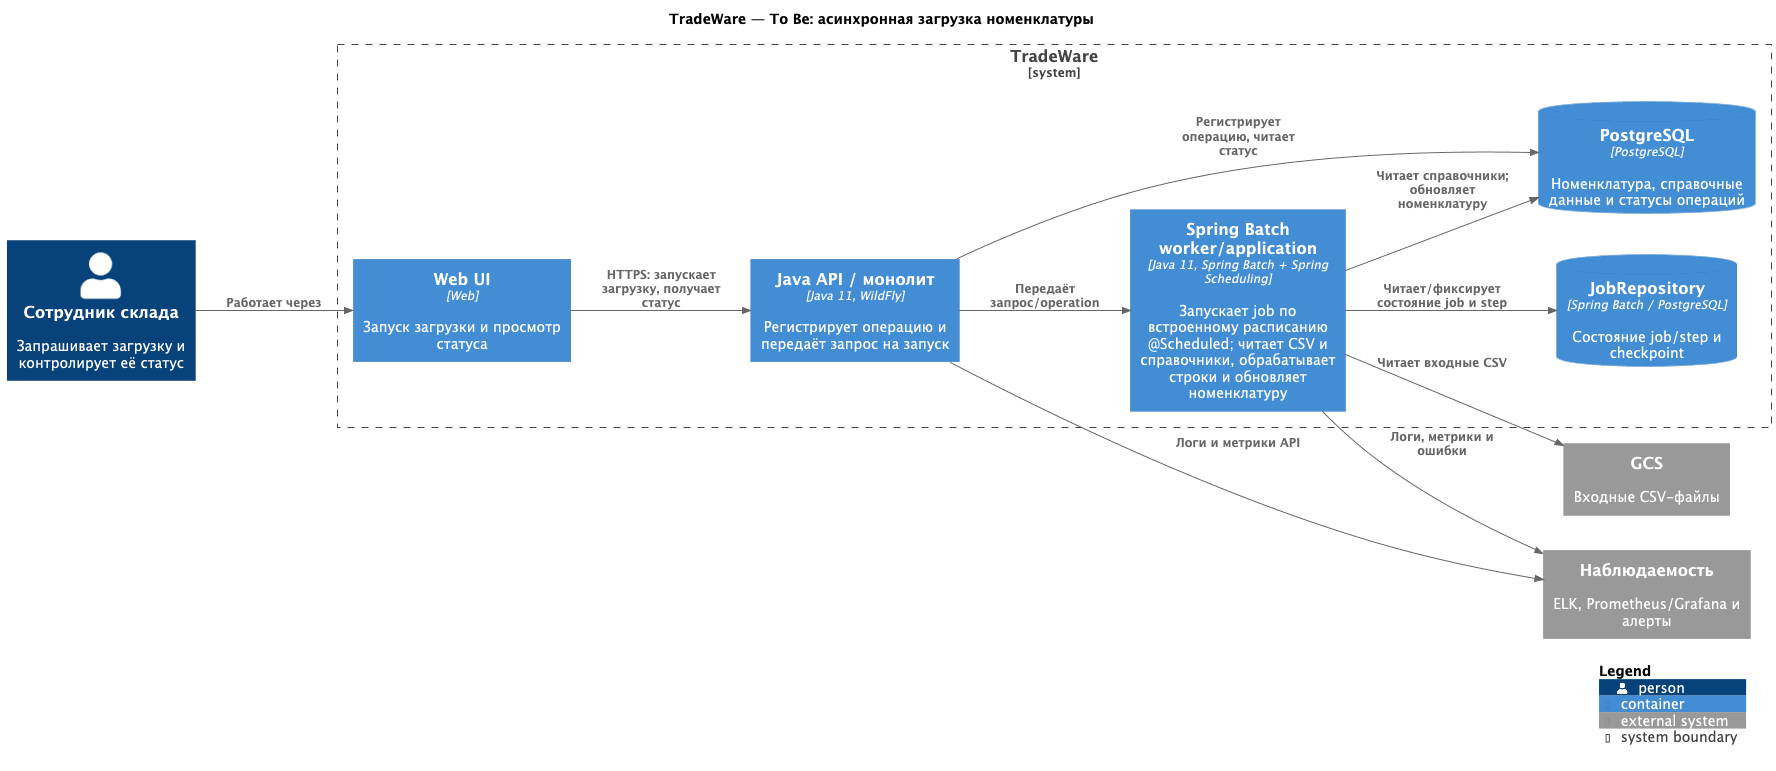 TradeWare — To Be: асинхронная загрузка номенклатуры
TradeWare
[system]
Сотрудник склада
Запрашивает загрузку и
контролирует её статус
Работает через
Web UI
[Web]
Запуск загрузки и просмотр
статуса
HTTPS: запускает
загрузку, получает
статус
Java API / монолит
[Java 11, WildFly]
Регистрирует операцию и
передаёт запрос на запуск
Регистрирует
операцию, читает
статус
Передаёт
запрос/operation
Spring Batch
worker/application
[Java 11, Spring Batch + Spring
Scheduling]
Запускает job по
встроенному расписанию
@Scheduled; читает CSV и
справочники, обрабатывает
строки и обновляет
номенклатуру
Читает справочники;
обновляет
номенклатуру
PostgreSQL
[PostgreSQL]
Номенклатура, справочные
данные и статусы операций
Читает/фиксирует
состояние job и step
JobRepository
[Spring Batch / PostgreSQL]
Состояние job/step и
checkpoint
Читает входные CSV
GCS
Входные CSV-файлы
Логи и метрики API
Логи, метрики и
ошибки
Наблюдаемость
ELK, Prometheus/Grafana и
алерты
Legend
person
container
external system
system boundary